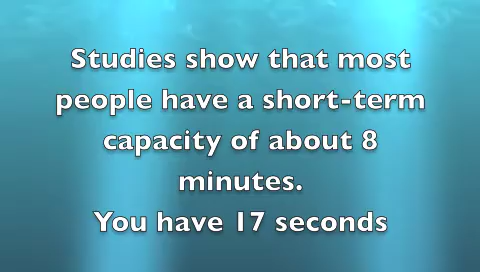 Studies show that most
people have a short-term
capacity of about 8
minutes.
You have 17 seconds